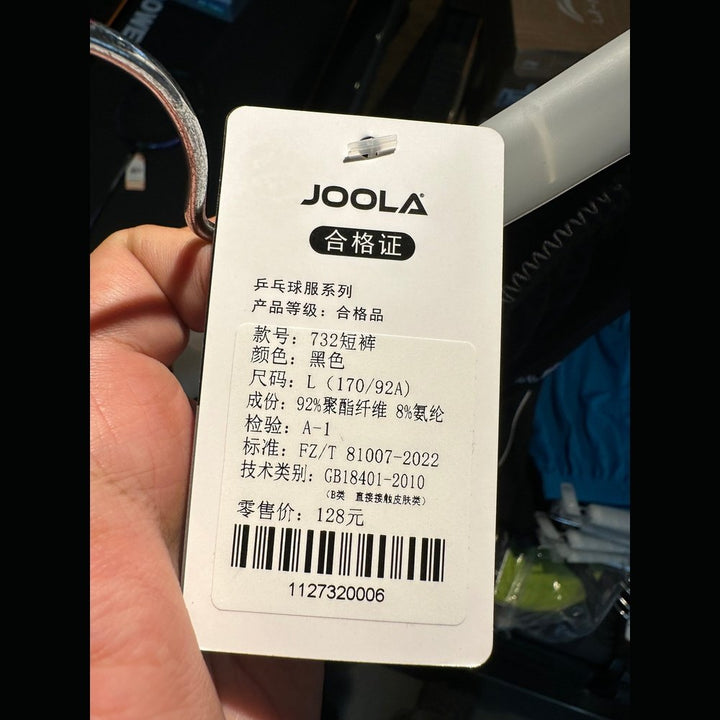 JOOLA®
合格证
乒乓球服系列
产品等级：合格品
款号：732短裤
颜色：黑色
尺码：L（170/92A）
成份：92%聚酯纤维 8%氨纶
检验：A-1
标准：FZ/T 81007-2022
技术类别：GB18401-2010
（B类 直接接触皮肤类）
零售价：128元
1127320006